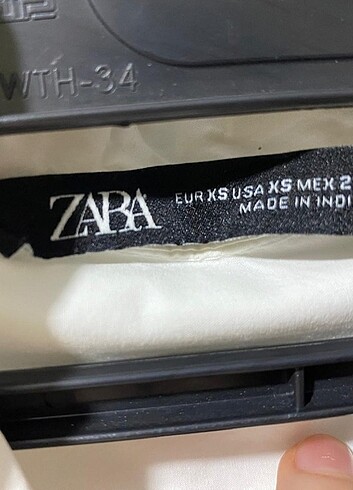 WTH-34
ZARA
EUR XS USA XS MEX 2
MADE IN INDI